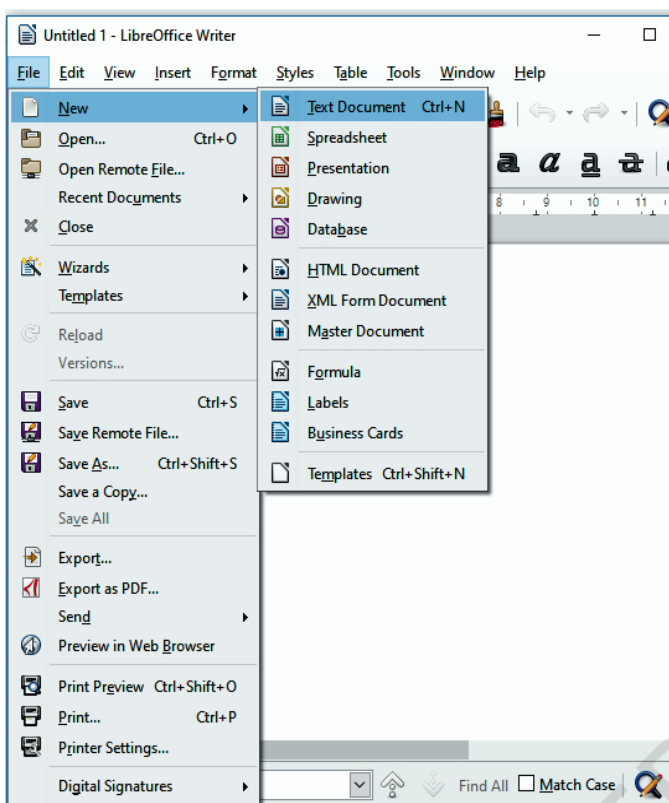 Untitled 1 - LibreOffice Writer
File Edit View Insert Format Styles Table Tools Window Help
New
Open... Ctrl+O
Open Remote File...
Recent Documents
Close
Wizards
Templates
Reload
Versions...
Save Ctrl+S
Save Remote File...
Save As... Ctrl+Shift+S
Save a Copy...
Save All
Export...
Export as PDF...
Send
Preview in Web Browser
Print Preview Ctrl+Shift+O
Print... Ctrl+P
Printer Settings...
Digital Signatures
Text Document Ctrl+N
Spreadsheet
Presentation
Drawing
Database
HTML Document
XML Form Document
Master Document
Formula
Labels
Business Cards
Templates Ctrl+Shift+N
a a a a
8 9 10 11
Find All Match Case